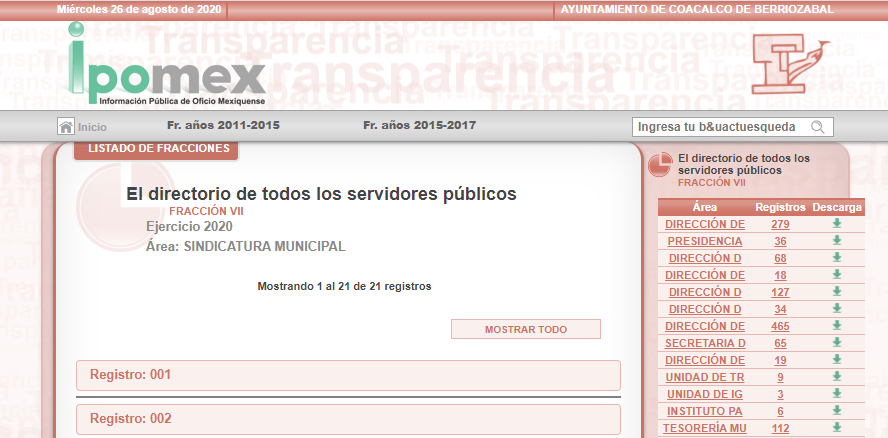 Miércoles 26 de agosto de 2020
AYUNTAMIENTO DE COACALCO DE BERRIOZABAL
Transparencia
ipomex
Información Pública de Oficio Mexiquense
Inicio
Fr. años 2011-2015
Fr. años 2015-2017
Ingresa tu b&uactuesqueda
LISTADO DE FRACCIONES
El directorio de todos los servidores públicos
FRACCIÓN VII
Ejercicio 2020
Área: SINDICATURA MUNICIPAL
Mostrando 1 al 21 de 21 registros
MOSTRAR TODO
Registro: 001
Registro: 002
El directorio de todos los
servidores públicos
FRACCIÓN VII
Área Registros Descarga
DIRECCIÓN DE 279
PRESIDENCIA 36
DIRECCIÓN D 68
DIRECCIÓN DE 18
DIRECCIÓN D 127
DIRECCIÓN D 34
DIRECCIÓN DE 465
SECRETARIA D 65
DIRECCIÓN DE 19
UNIDAD DE TR 9
UNIDAD DE IG 3
INSTITUTO PA 6
TESORERÍA MU 112